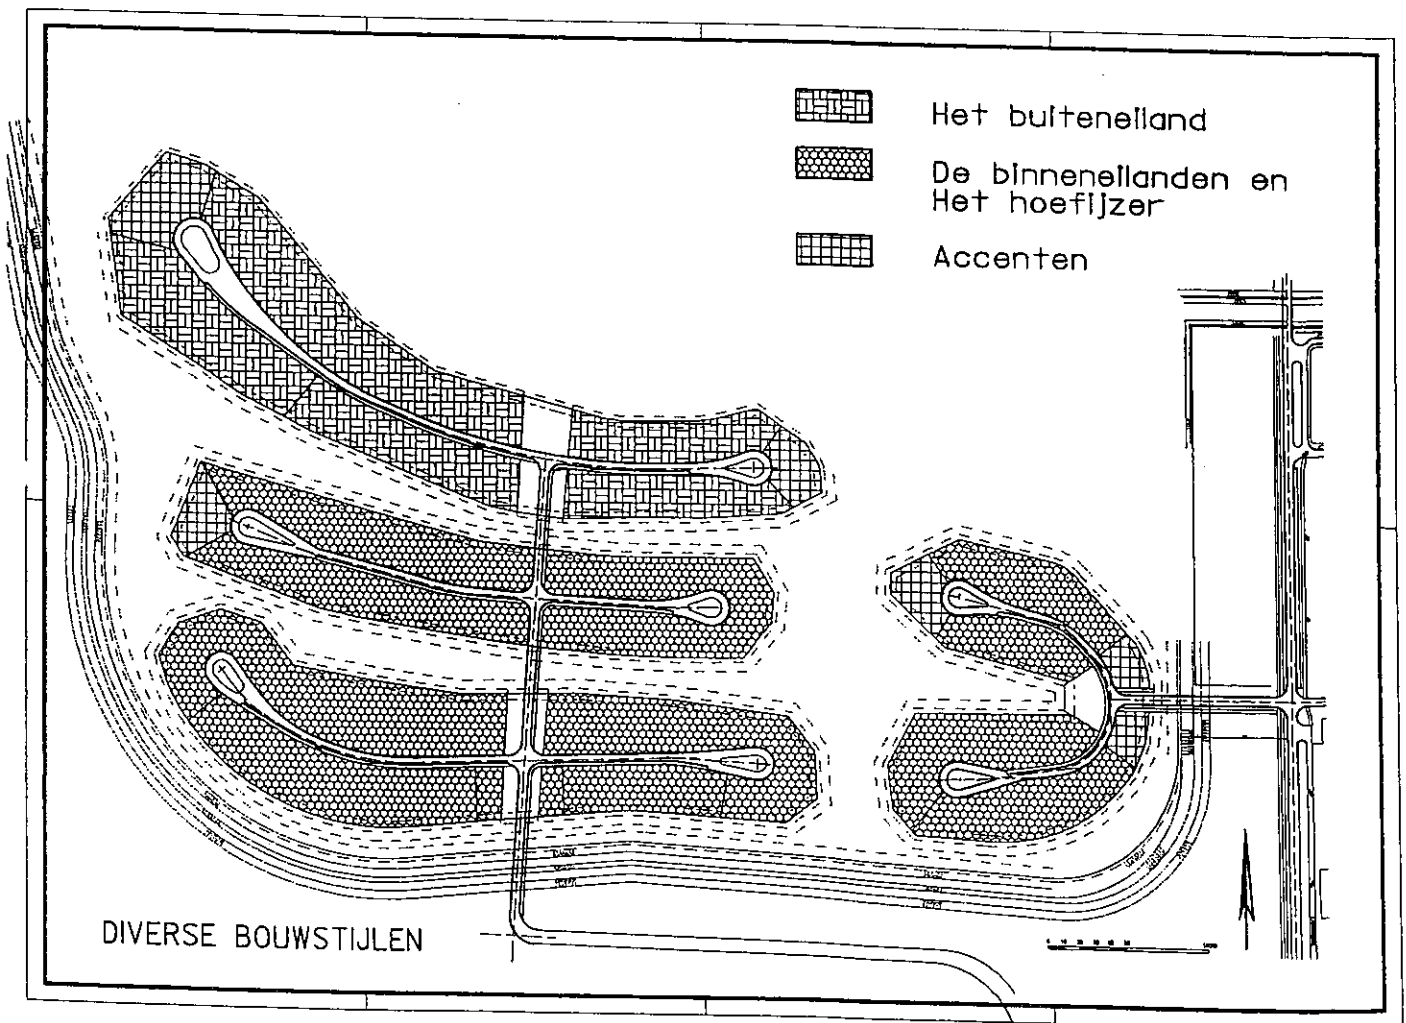 Het buiteneiland
De binneneilanden en
Het hoefijzer
Accenten
DIVERSE BOUWSTIJLEN